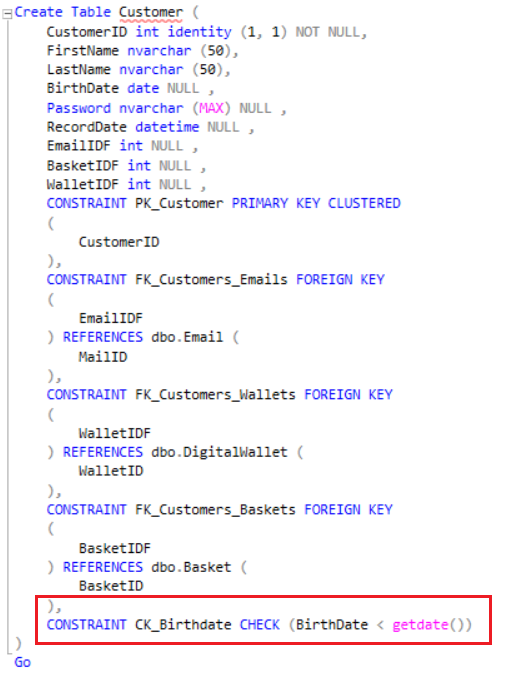 Create Table Customer (
CustomerID int identity (1, 1) NOT NULL,
FirstName nvarchar (50),
LastName nvarchar (50),
BirthDate date NULL ,
Password nvarchar (MAX) NULL ,
RecordDate datetime NULL ,
EmailIDF int NULL ,
BasketIDF int NULL ,
WalletIDF int NULL ,
CONSTRAINT PK_Customer PRIMARY KEY CLUSTERED
(
CustomerID
),
CONSTRAINT FK_Customers_Emails FOREIGN KEY
(
EmailIDF
) REFERENCES dbo.Email (
MailID
),
CONSTRAINT FK_Customers_Wallets FOREIGN KEY
(
WalletIDF
) REFERENCES dbo.DigitalWallet (
WalletID
),
CONSTRAINT FK_Customers_Baskets FOREIGN KEY
(
BasketIDF
) REFERENCES dbo.Basket (
BasketID
),
CONSTRAINT CK_Birthdate CHECK (BirthDate < getdate())
)
Go